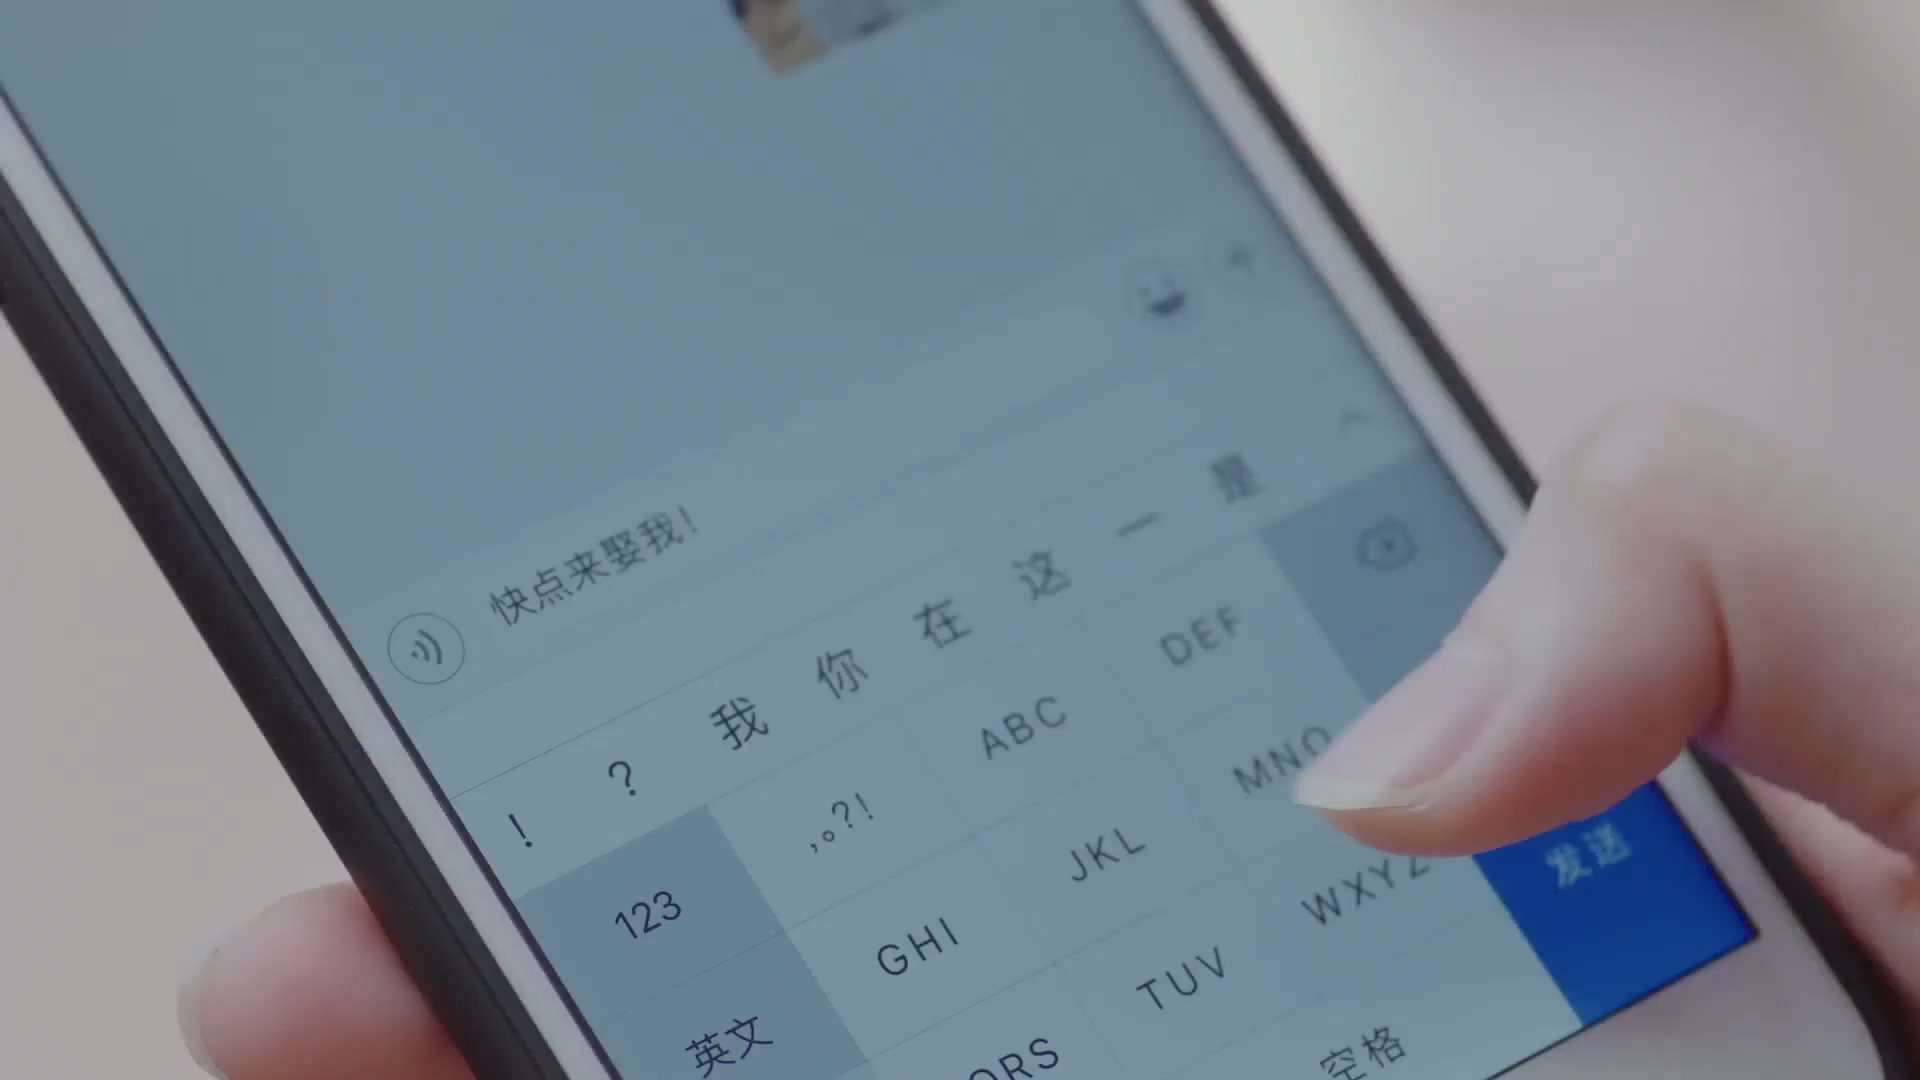 快点来娶我！
！ ？ 我 你 在 这 一 是
123 ,。?! ABC DEF
英文 GHI JKL MNO
QRS TUV WXYZ 发送
空格